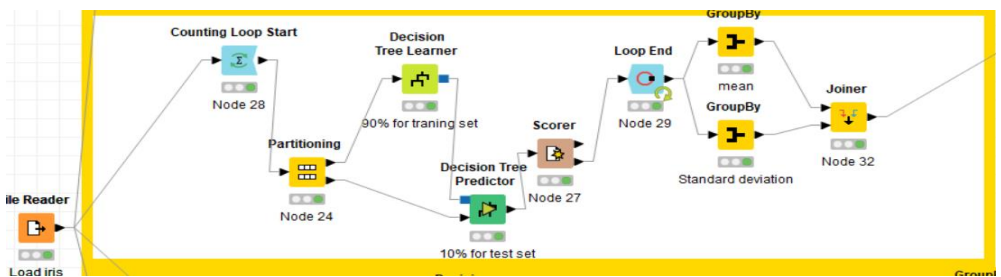 GroupBy
Counting Loop Start
Decision
Tree Learner
Loop End
mean
Joiner
Node 28
90% for traning set
Node 29
GroupBy
Scorer
Partitioning
Decision Tree
Predictor
Node 27
Standard deviation
Node 32
ile Reader
Node 24
10% for test set
Load iris